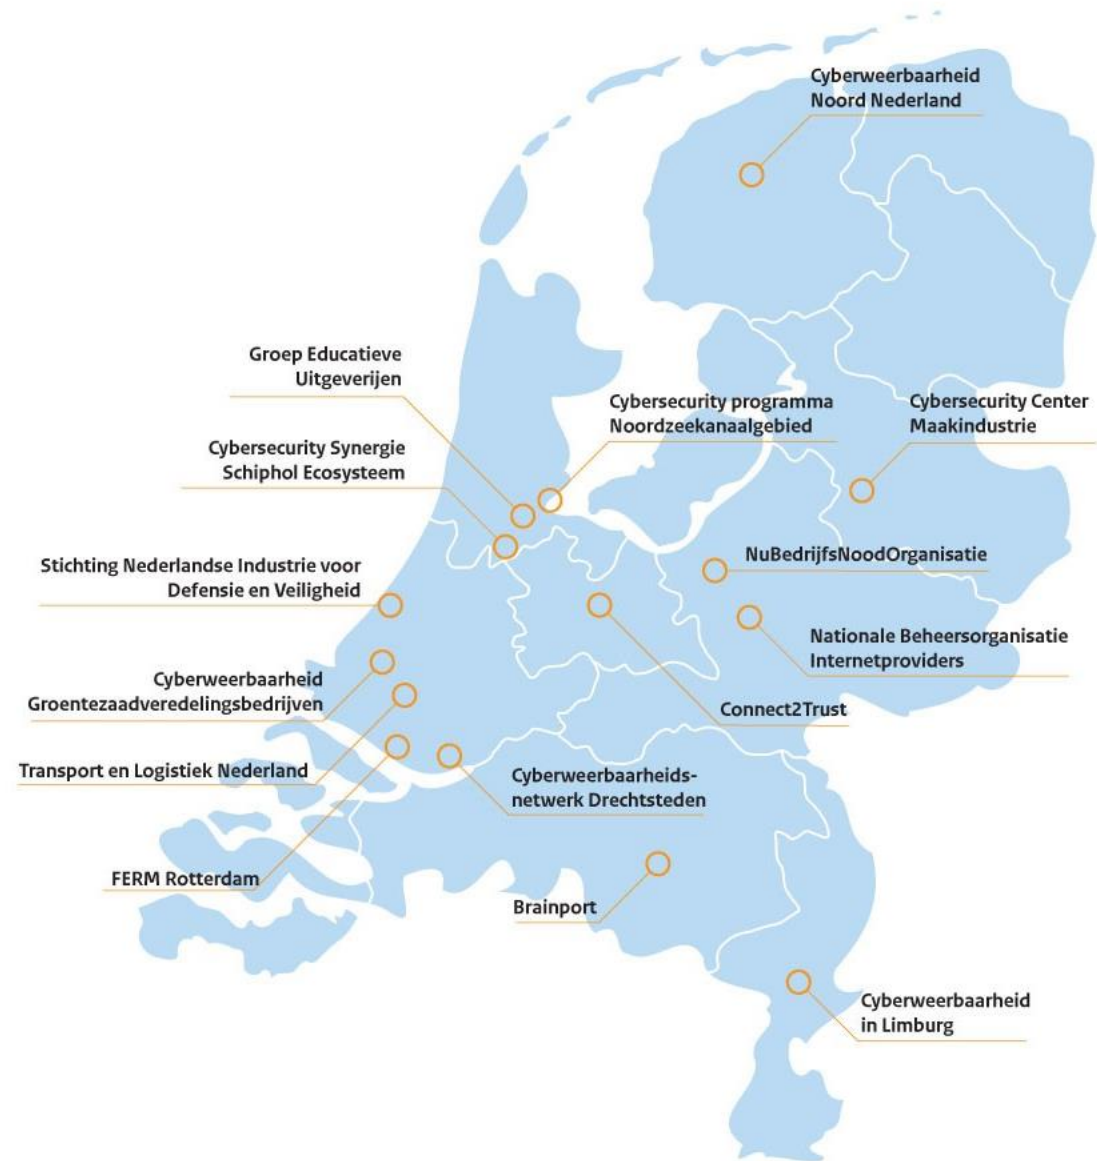 Cyberweerbaarheid
Noord Nederland
Groep Educatieve
Uitgeverijen
Cybersecurity programma
Noordzeekanaalgebied
Cybersecurity Center
Maakindustrie
Cybersecurity Synergie
Schiphol Ecosysteem
NuBedrijfsNoodOrganisatie
Stichting Nederlandse Industrie voor
Defensie en Veiligheid
Nationale Beheersorganisatie
Internetproviders
Cyberweerbaarheid
Groentezaadveredelingsbedrijven
Connect2Trust
Transport en Logistiek Nederland
Cyberweerbaarheids-
netwerk Drechtsteden
FERM Rotterdam
Brainport
Cyberweerbaarheid
in Limburg